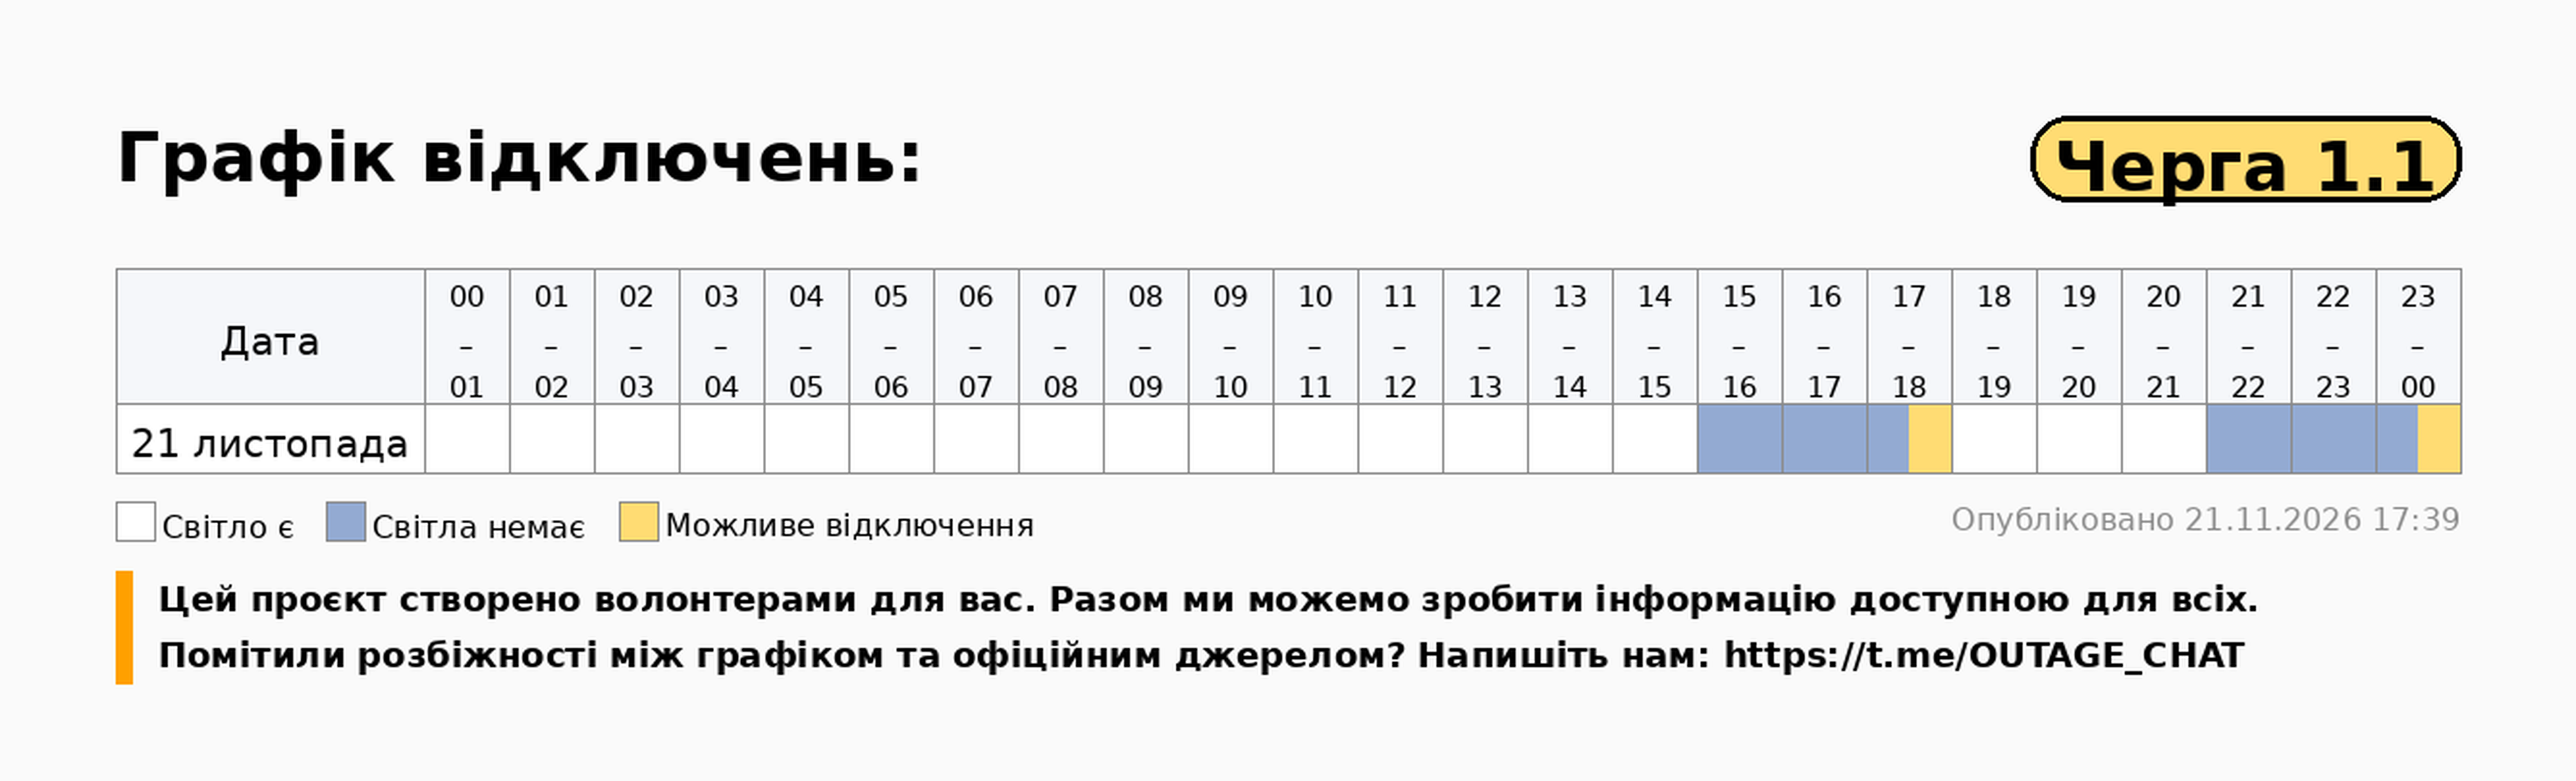 Графік відключень:
Черга 1.1
Дата
00 – 01
01 – 02
02 – 03
03 – 04
04 – 05
05 – 06
06 – 07
07 – 08
08 – 09
09 – 10
10 – 11
11 – 12
12 – 13
13 – 14
14 – 15
15 – 16
16 – 17
17 – 18
18 – 19
19 – 20
20 – 21
21 – 22
22 – 23
23 – 00
21 листопада
Світло є
Світла немає
Можливе відключення
Опубліковано 21.11.2026 17:39
Цей проєкт створено волонтерами для вас. Разом ми можемо зробити інформацію доступною для всіх.
Помітили розбіжності між графіком та офіційним джерелом? Напишіть нам: https://t.me/OUTAGE_CHAT